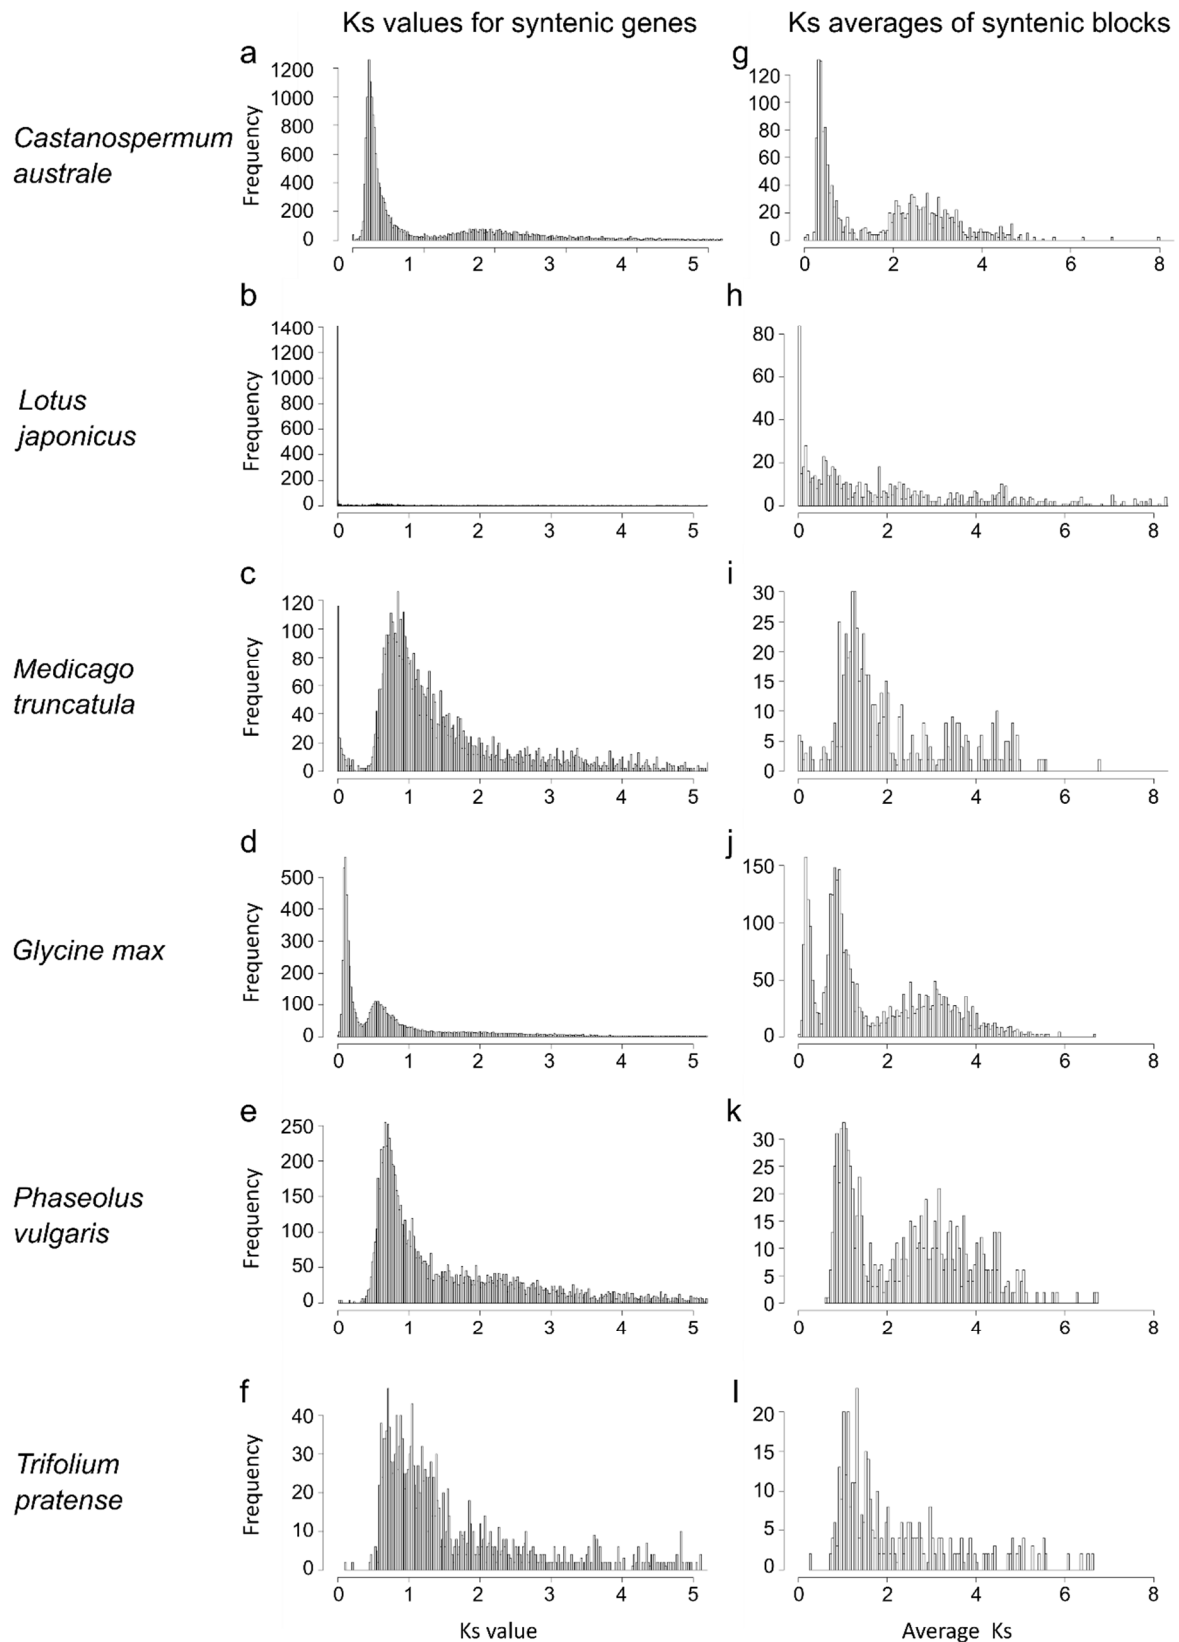 Ks values for syntenic genes
Ks averages of syntenic blocks
Castanospermum
australe
a
Frequency
1200
1000
800
600
400
200
0
0 1 2 3 4 5
g
120
100
80
60
40
20
0
0 2 4 6 8
Lotus
japonicus
b
Frequency
1400
1200
1000
800
600
400
200
0
0 1 2 3 4 5
h
80
60
40
20
0
0 2 4 6 8
Medicago
truncatula
c
Frequency
120
100
80
60
40
20
0
0 1 2 3 4 5
i
30
25
20
15
10
5
0
0 2 4 6 8
Glycine max
d
Frequency
500
400
300
200
100
0
0 1 2 3 4 5
j
150
100
50
0
0 2 4 6 8
Phaseolus
vulgaris
e
Frequency
250
200
150
100
50
0
0 1 2 3 4 5
k
30
25
20
15
10
5
0
0 2 4 6 8
Trifolium
pratense
f
Frequency
40
30
20
10
0
0 1 2 3 4 5
Ks value
l
20
15
10
5
0
0 2 4 6 8
Average Ks